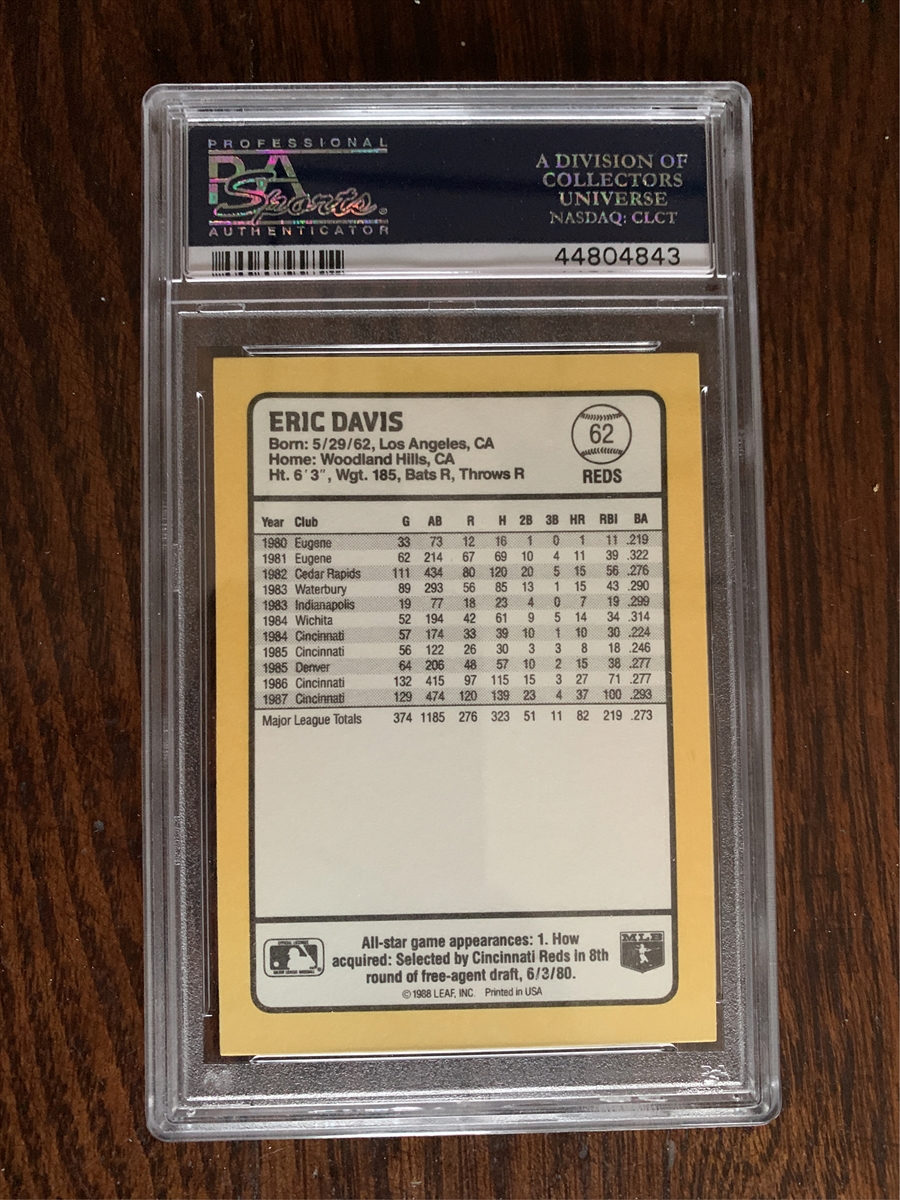 PROFESSIONAL
PSA
Sports.
AUTHENTICATOR
A DIVISION OF
COLLECTORS
UNIVERSE
NASDAQ: CLCT
44804843
ERIC DAVIS
Born: 5/29/62, Los Angeles, CA
Home: Woodland Hills, CA
Ht. 6'3", Wgt. 185, Bats R, Throws R
62
REDS
Year Club G AB R H 2B 3B HR RBI BA
1980 Eugene 33 73 12 16 1 0 1 11 .219
1981 Eugene 62 214 67 69 10 4 11 39 .322
1982 Cedar Rapids 111 434 80 120 20 5 15 56 .276
1983 Waterbury 89 293 56 85 13 1 15 43 .290
1983 Indianapolis 19 77 18 23 4 0 7 19 .299
1984 Wichita 52 194 42 61 9 5 14 34 .314
1984 Cincinnati 57 174 33 39 10 1 10 30 .224
1985 Cincinnati 56 122 26 30 3 3 8 18 .246
1985 Denver 64 206 48 57 10 2 15 38 .277
1986 Cincinnati 132 415 97 115 15 3 27 71 .277
1987 Cincinnati 129 474 120 139 23 4 37 100 .293
Major League Totals 374 1185 276 323 51 11 82 219 .273
All-star game appearances: 1. How
acquired: Selected by Cincinnati Reds in 8th
round of free-agent draft, 6/3/80.
MLB
© 1988 LEAF, INC. Printed in USA